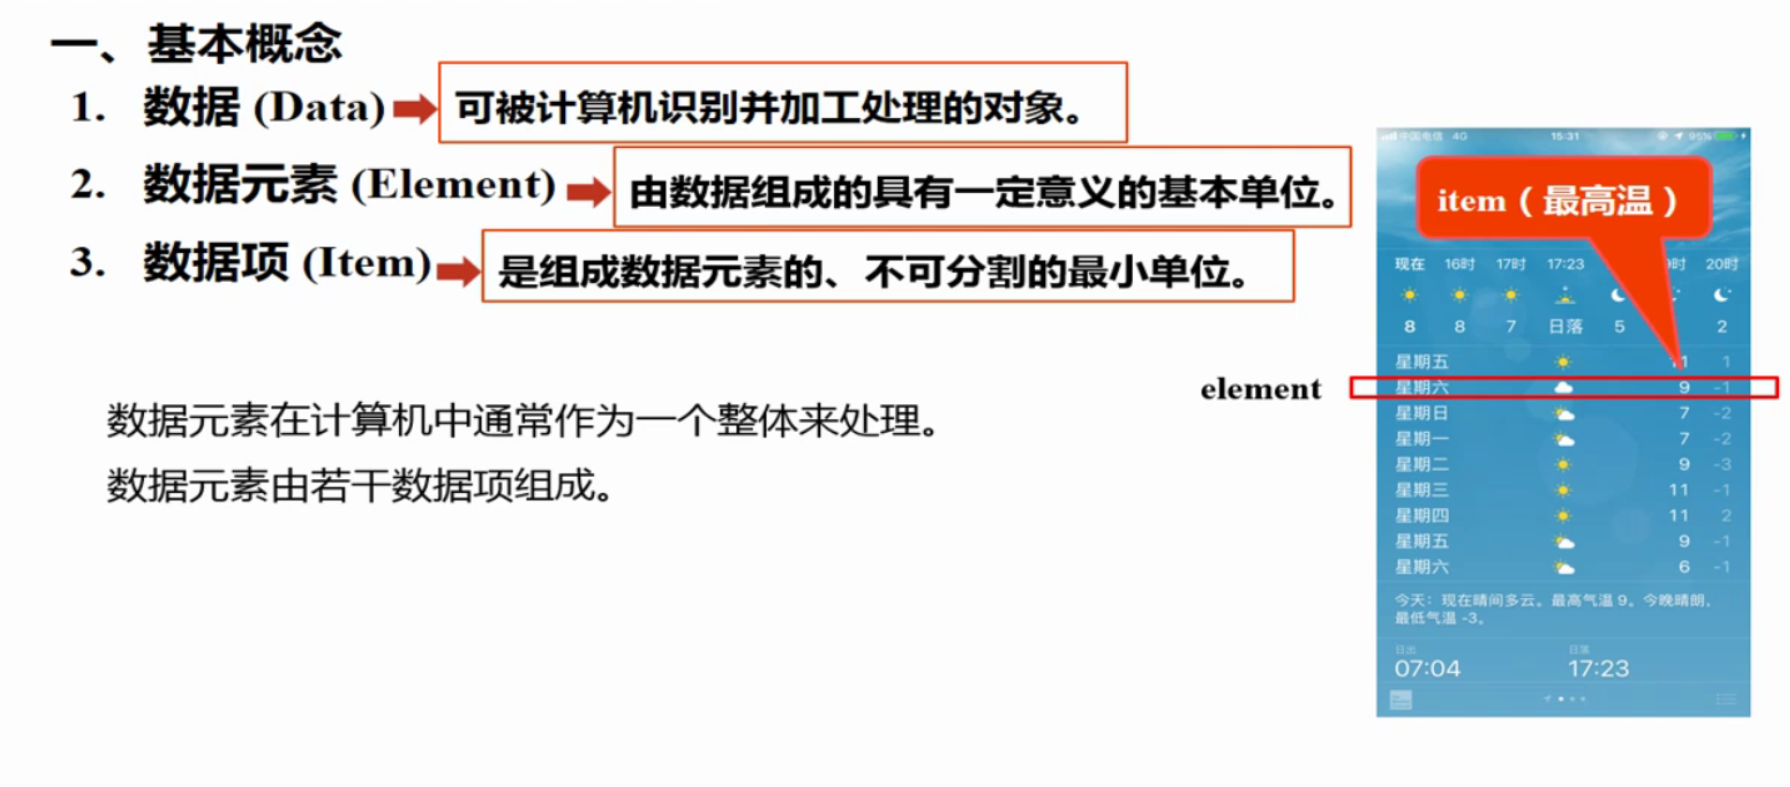 一、基本概念
1. 数据 (Data) 可被计算机识别并加工处理的对象。
2. 数据元素 (Element) 由数据组成的具有一定意义的基本单位。
3. 数据项 (Item) 是组成数据元素的、不可分割的最小单位。
数据元素在计算机中通常作为一个整体来处理。
数据元素由若干数据项组成。
element
中国电信 4G 15:31 95%
item（最高温）
现在 16时 17时 17:23 时 20时
8 8 7 日落 5 2
星期五 1
星期六 9 -1
星期日 7 -2
星期一 7 -2
星期二 9 -3
星期三 11 -1
星期四 11 2
星期五 9 -1
星期六 6 -1
今天：现在晴间多云。最高气温 9。今晚晴朗，
最低气温 -3。
日出 日落
07:04 17:23